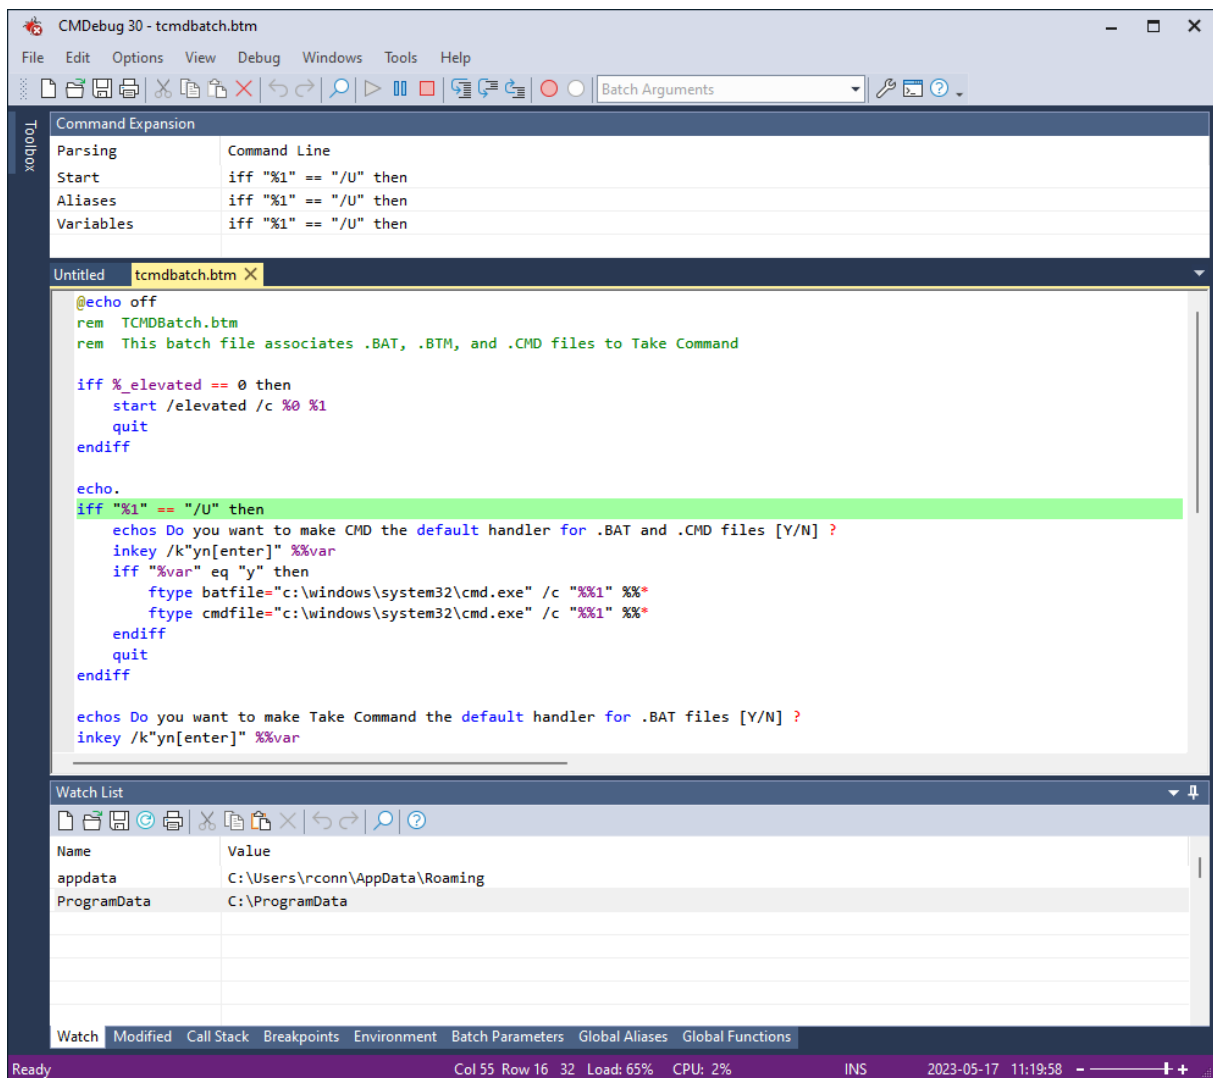 CMDebug 30 - tcmdbatch.btm
File Edit Options View Debug Windows Tools Help
Batch Arguments
Toolbox
Command Expansion
Parsing Command Line
Start iff "%1" == "/U" then
Aliases iff "%1" == "/U" then
Variables iff "%1" == "/U" then
Untitled tcmdbatch.btm
@echo off
rem TCMDBatch.btm
rem This batch file associates .BAT, .BTM, and .CMD files to Take Command
iff %_elevated == 0 then
start /elevated /c %0 %1
quit
endiff
echo.
iff "%1" == "/U" then
echos Do you want to make CMD the default handler for .BAT and .CMD files [Y/N] ?
inkey /k"yn[enter]" %%var
iff "%var" eq "y" then
ftype batfile="c:\windows\system32\cmd.exe" /c "%%1" %%*
ftype cmdfile="c:\windows\system32\cmd.exe" /c "%%1" %%*
endiff
quit
endiff
echos Do you want to make Take Command the default handler for .BAT files [Y/N] ?
inkey /k"yn[enter]" %%var
Watch List
Name Value
appdata C:\Users\rconn\AppData\Roaming
ProgramData C:\ProgramData
Watch Modified Call Stack Breakpoints Environment Batch Parameters Global Aliases Global Functions
Ready Col 55 Row 16 32 Load: 65% CPU: 2% INS 2023-05-17 11:19:58